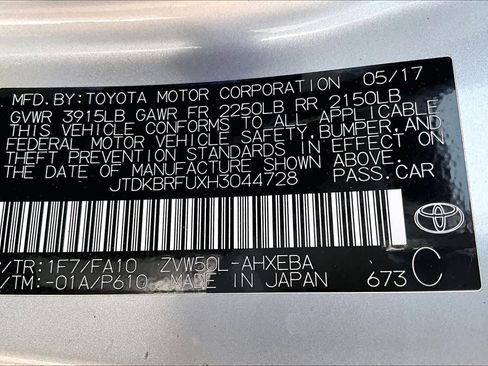 MFD.BY:TOYOTA MOTOR CORPORATION 05/17
GVWR 3915LB GAWR FR 2250LB RR 2150LB
THIS VEHICLE CONFORMS TO ALL APPLICABLE
FEDERAL MOTOR VEHICLE SAFETY, BUMPER, AND
THEFT PREVENTION STANDARDS IN EFFECT ON
THE DATE OF MANUFACTURE SHOWN ABOVE.
JTDKBRFUXH3044728 PASS.CAR
/TR:1F7/FA10 ZVW50L-AHXEBA C
/TM:-01A/P610 MADE IN JAPAN 673
TOYOTA